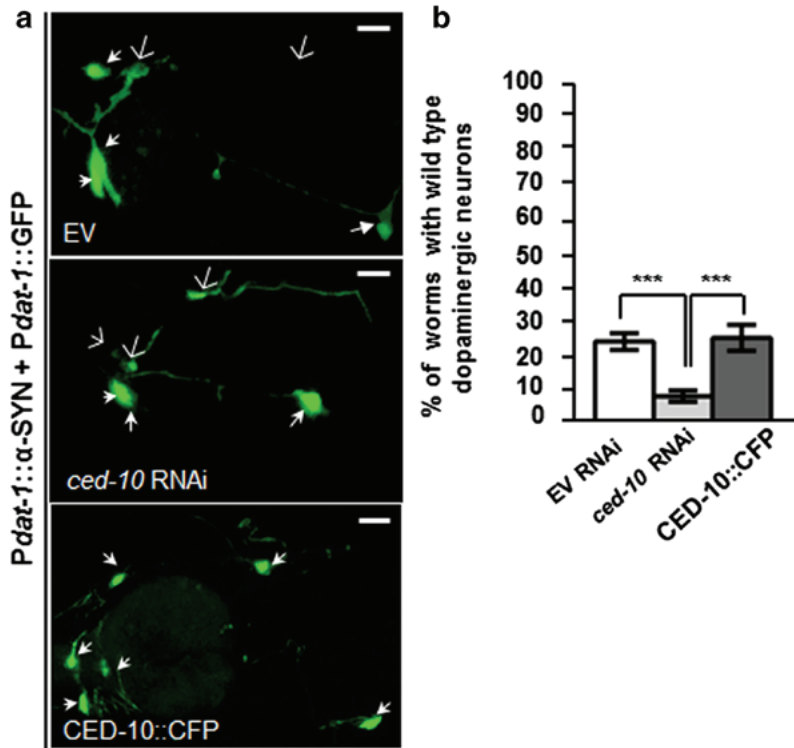 a
Pdat-1::α-SYN + Pdat-1::GFP
EV
ced-10 RNAi
CED-10::CFP
b
% of worms with wild type
dopaminergic neurons
100
90
80
70
60
50
40
30
20
10
0
***
***
EV RNAi
ced-10 RNAi
CED-10::CFP